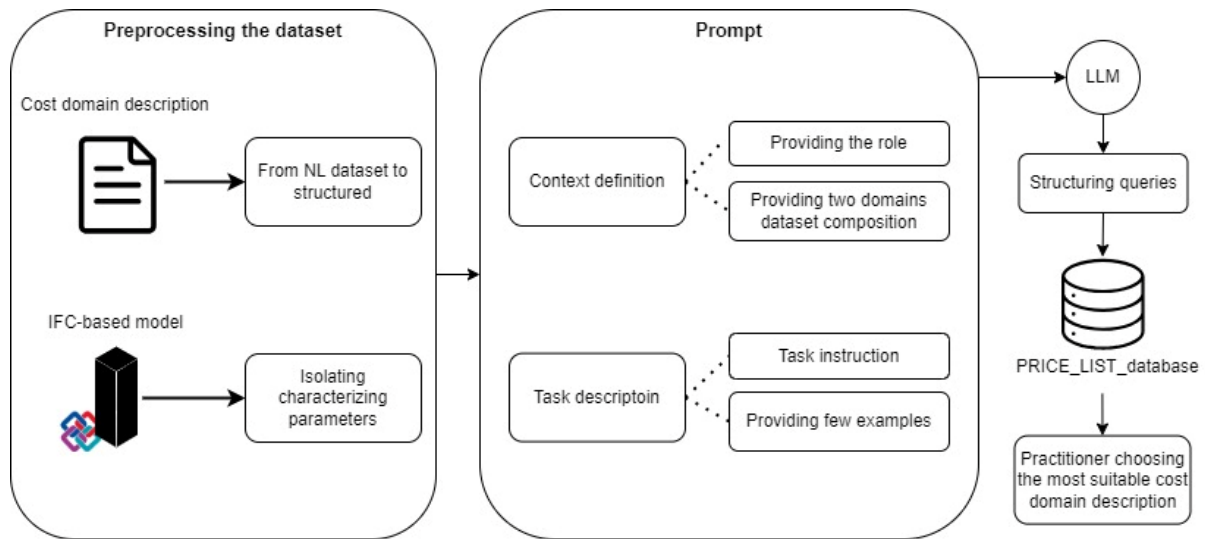 Preprocessing the dataset
Cost domain description
From NL dataset to
structured
IFC-based model
Isolating
characterizing
parameters
Prompt
Context definition
Providing the role
Providing two domains
dataset composition
Task descriptoin
Task instruction
Providing few examples
LLM
Structuring queries
PRICE_LIST_database
Practitioner choosing
the most suitable cost
domain description